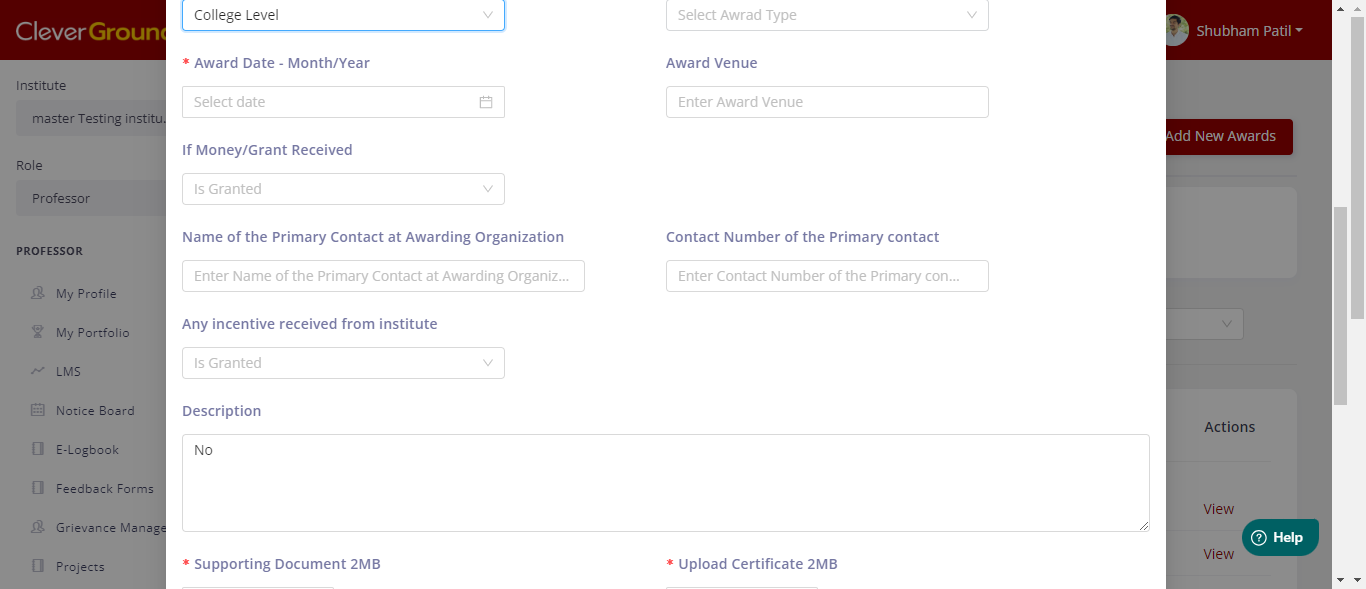 CleverGroun
Shubham Patil
Institute
master Testing institu.
Role
Professor
PROFESSOR
My Profile
My Portfolio
LMS
Notice Board
E-Logbook
Feedback Forms
Grievance Manage
Projects
College Level
Select Awrad Type
* Award Date - Month/Year
Award Venue
Select date
Enter Award Venue
If Money/Grant Received
Is Granted
Name of the Primary Contact at Awarding Organization
Contact Number of the Primary contact
Enter Name of the Primary Contact at Awarding Organiz...
Enter Contact Number of the Primary con...
Any incentive received from institute
Is Granted
Description
No
* Supporting Document 2MB
* Upload Certificate 2MB
Add New Awards
Actions
View
View
Help